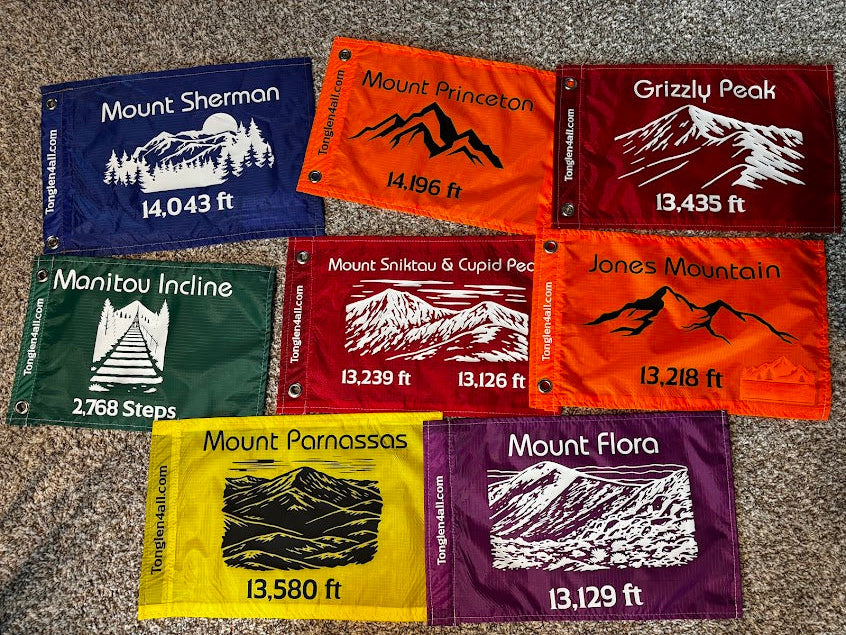 Mount Sherman
14,043 ft
Tonglen4all.com
Mount Princeton
14,196 ft
Tonglen4all.com
Grizzly Peak
13,435 ft
Tonglen4all.com
Manitou Incline
2,768 Steps
Tonglen4all.com
Mount Sniktau & Cupid Pea
13,239 ft 13,126 ft
Tonglen4all.com
Jones Mountain
13,218 ft
Tonglen4all.com
Mount Parnassas
13,580 ft
Tonglen4all.com
Mount Flora
13,129 ft
Tonglen4all.com